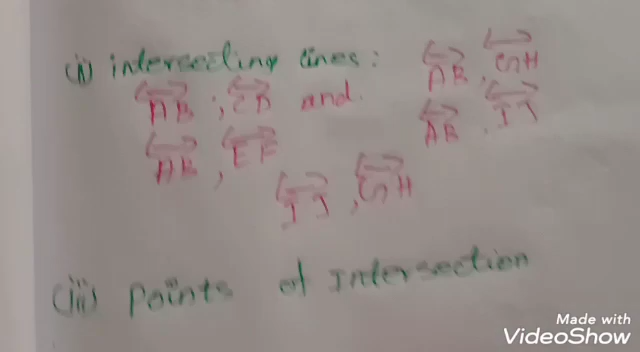 (ii) intersecting lines: AB, GH
AB; CD and AB, IJ
AB, EF
IJ, GH
(iii) Points of Intersection
Made with
VideoShow